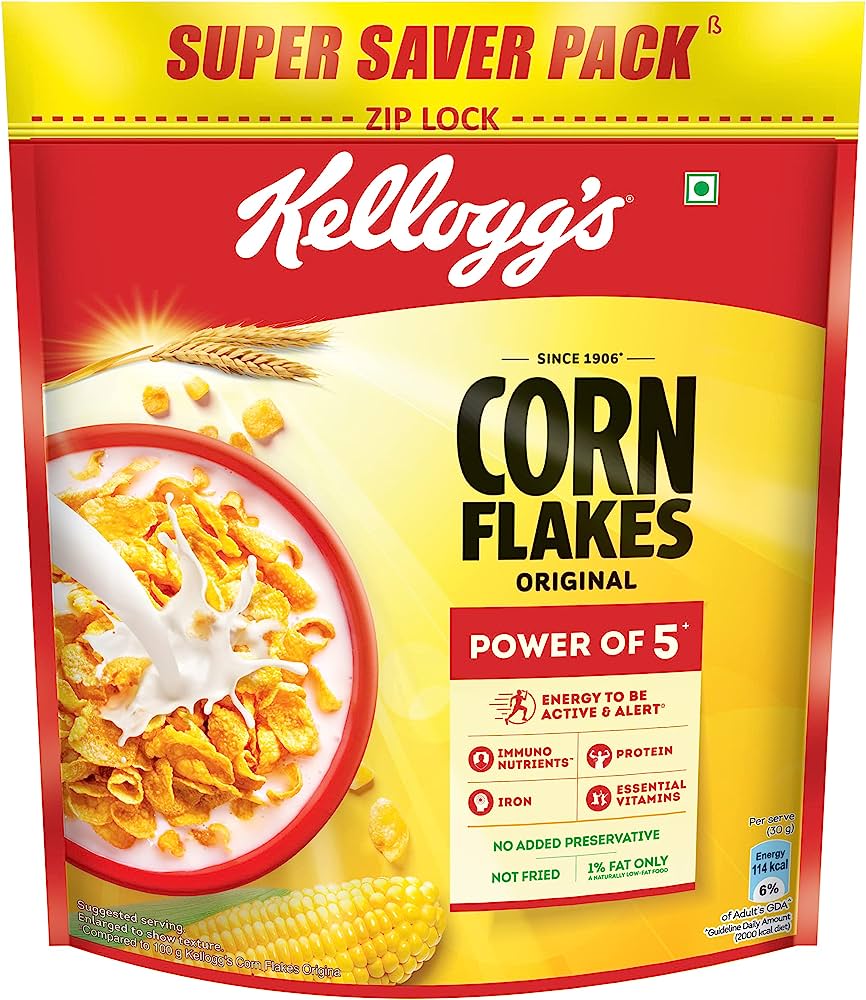 SUPER SAVER PACK ß
ZIP LOCK
Kellogg's®
SINCE 1906*
CORN
FLAKES
ORIGINAL
POWER OF 5+
ENERGY TO BE
ACTIVE & ALERT°
IMMUNO
NUTRIENTS™
PROTEIN
IRON
ESSENTIAL
VITAMINS
NO ADDED PRESERVATIVE
NOT FRIED
1% FAT ONLY
A NATURALLY LOW-FAT FOOD
Per serve
(30 g)
Energy
114 kcal
6%
of Adult's GDA^
^Guideline Daily Amount
(2000 kcal diet)
Suggested serving.
Enlarged to show texture.
Compared to 100 g Kellogg's Corn Flakes Origina